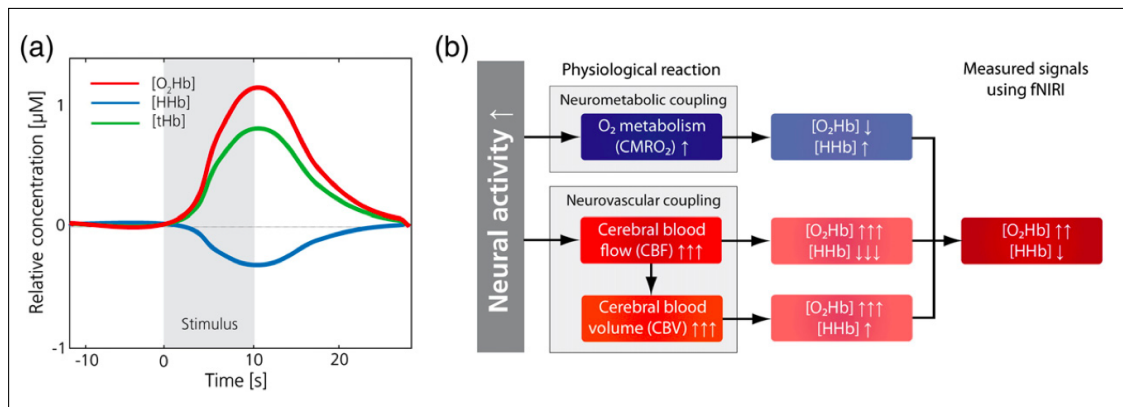 (a)
[O₂Hb]
[HHb]
[tHb]
Relative concentration [µM]
1
0
-1
Stimulus
-10
0
10
20
Time [s]
(b)
Neural activity ↑
Physiological reaction
Neurometabolic coupling
O₂ metabolism
(CMRO₂) ↑
[O₂Hb] ↓
[HHb] ↑
Neurovascular coupling
Cerebral blood
flow (CBF) ↑↑↑
[O₂Hb] ↑↑↑
[HHb] ↓↓↓
Cerebral blood
volume (CBV) ↑↑↑
[O₂Hb] ↑↑↑
[HHb] ↑
Measured signals
using fNIRI
[O₂Hb] ↑↑
[HHb] ↓